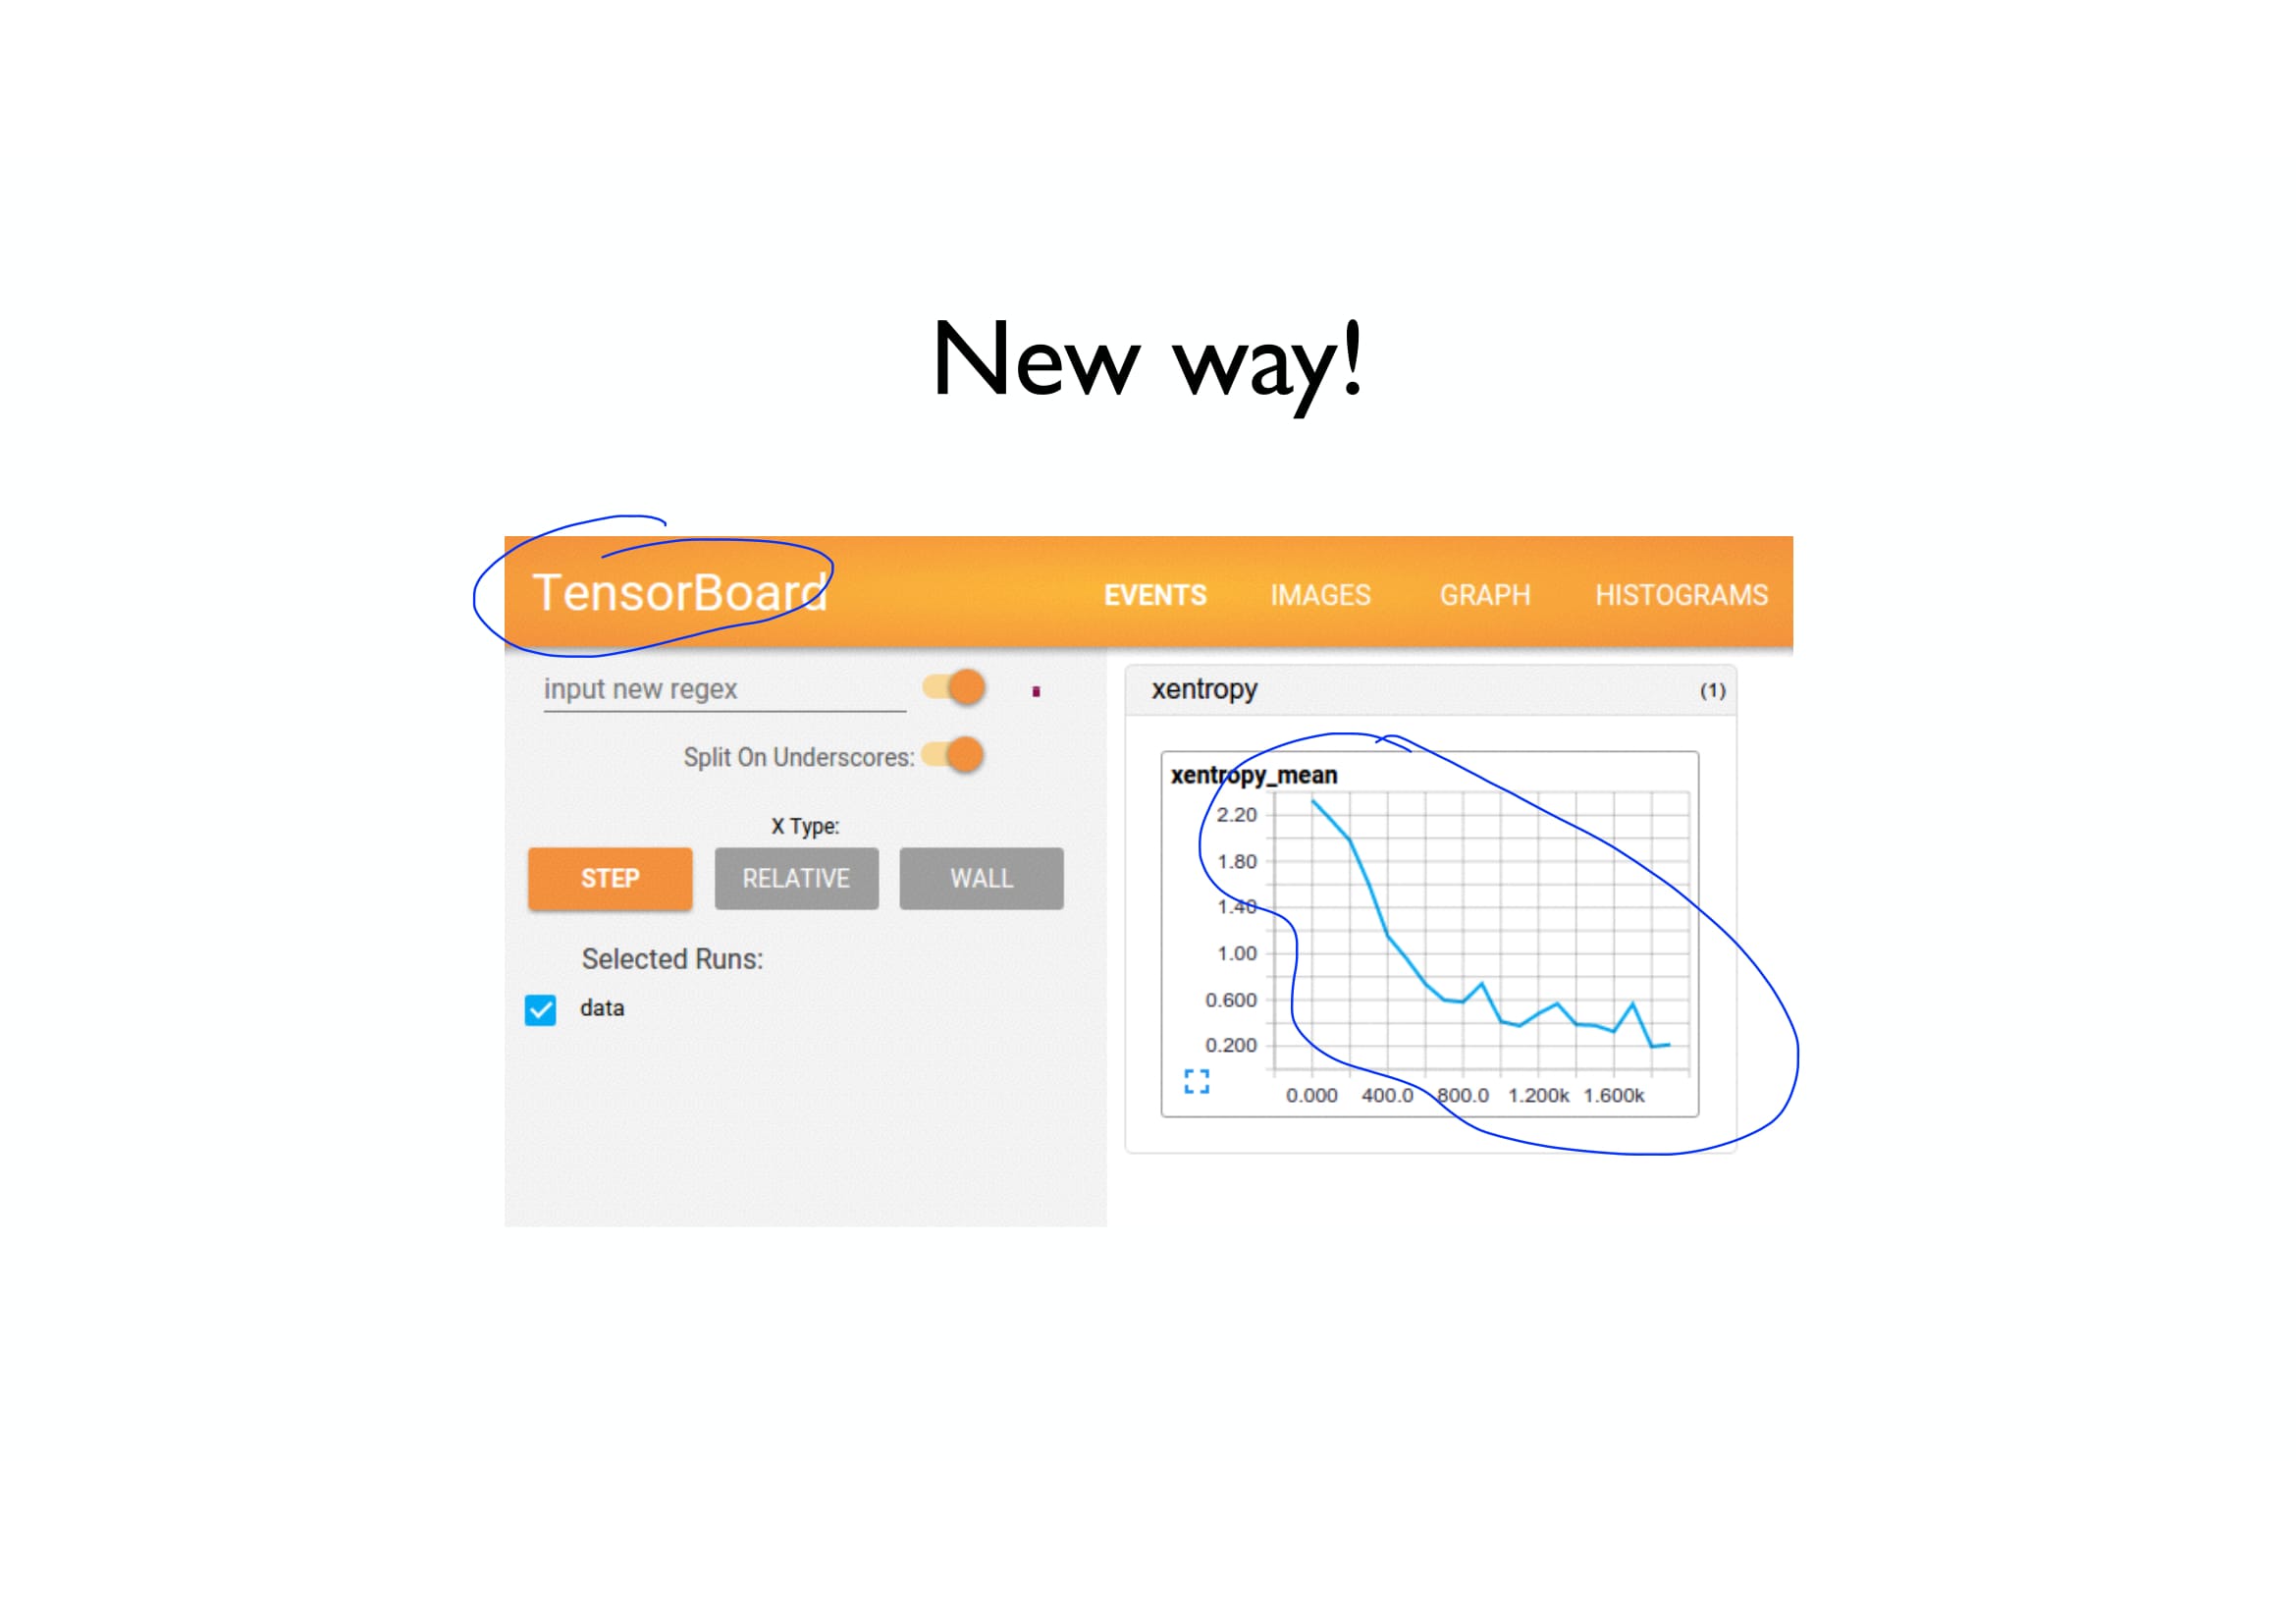 New way!
TensorBoard EVENTS IMAGES GRAPH HISTOGRAMS
input new regex
Split On Underscores:
X Type:
STEP RELATIVE WALL
Selected Runs:
data
xentropy (1)
xentropy_mean
2.20
1.80
1.40
1.00
0.600
0.200
0.000 400.0 800.0 1.200k 1.600k